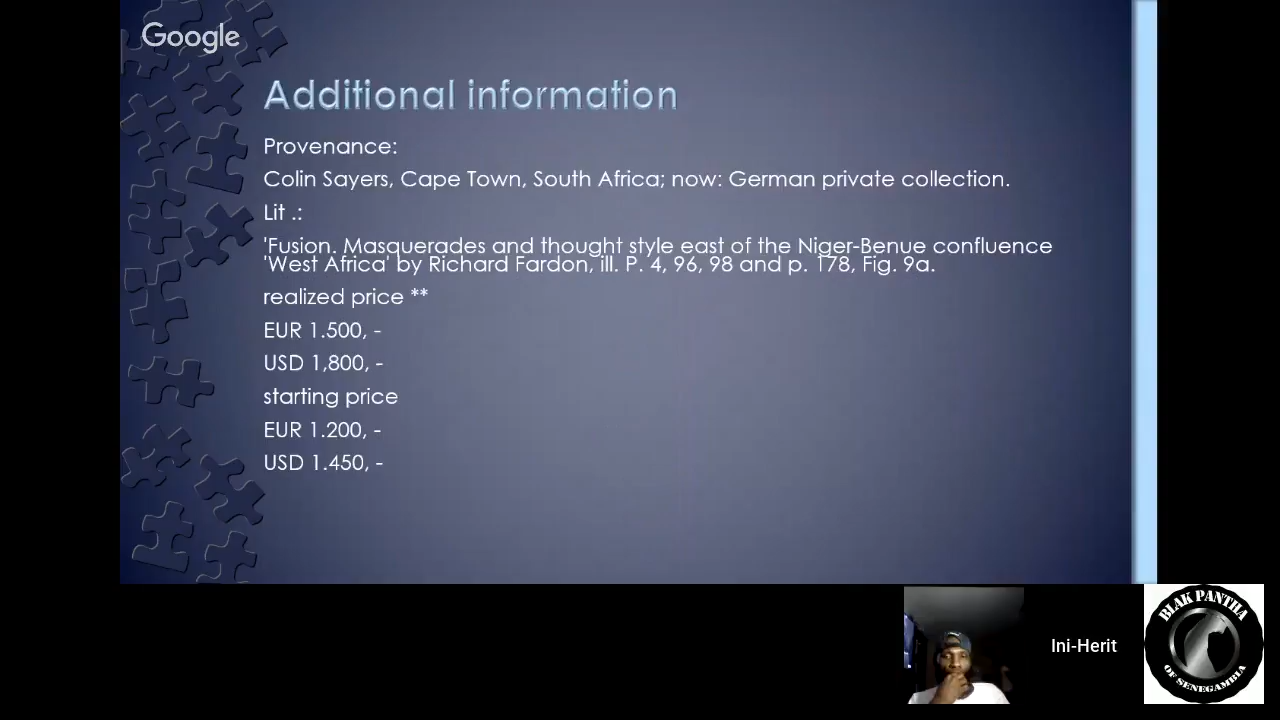 Google
Additional information
Provenance:
Colin Sayers, Cape Town, South Africa; now: German private collection.
Lit .:
'Fusion. Masquerades and thought style east of the Niger-Benue confluence
'West Africa' by Richard Fardon, ill. P. 4, 96, 98 and p. 178, Fig. 9a.
realized price **
EUR 1.500, -
USD 1,800, -
starting price
EUR 1.200, -
USD 1.450, -
Ini-Herit
BLAK PANTHA
OF SENEGAMBIA